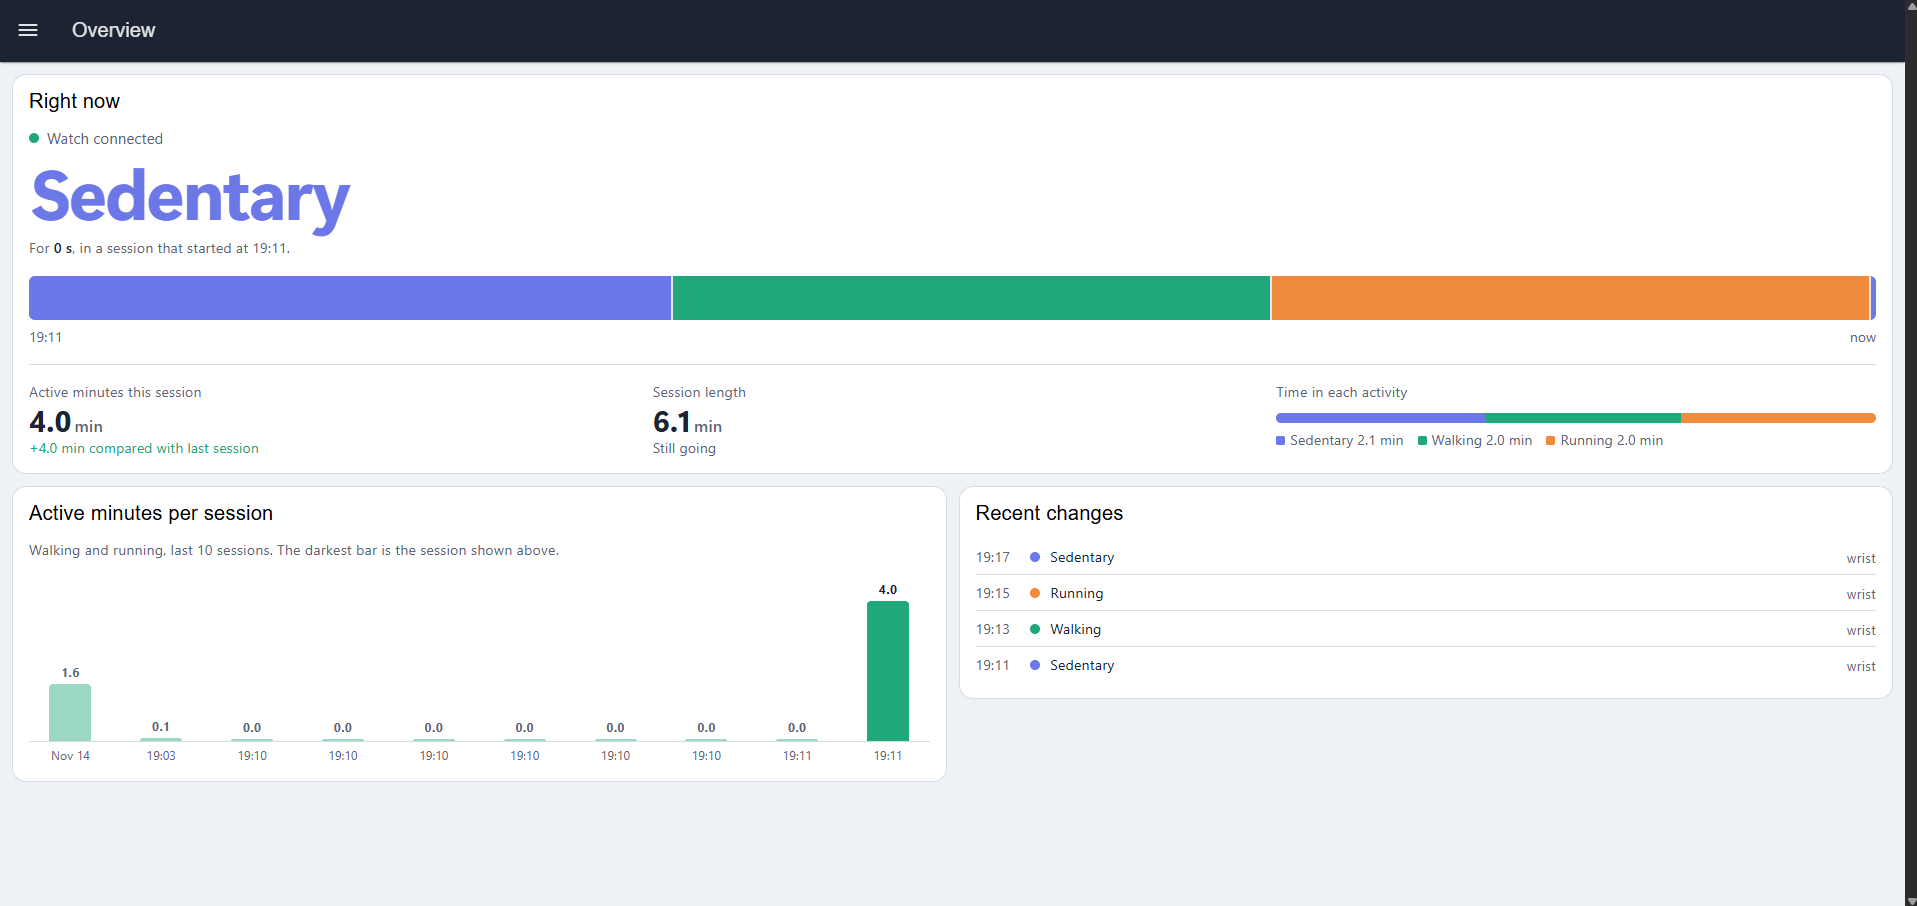 Overview
Right now
Watch connected
Sedentary
For 0 s, in a session that started at 19:11.
19:11 now
Active minutes this session
4.0 min
+4.0 min compared with last session
Session length
6.1 min
Still going
Time in each activity
Sedentary 2.1 min Walking 2.0 min Running 2.0 min
Active minutes per session
Walking and running, last 10 sessions. The darkest bar is the session shown above.
1.6 0.1 0.0 0.0 0.0 0.0 0.0 0.0 0.0 4.0
Nov 14 19:03 19:10 19:10 19:10 19:10 19:10 19:10 19:11 19:11
Recent changes
19:17 Sedentary wrist
19:15 Running wrist
19:13 Walking wrist
19:11 Sedentary wrist